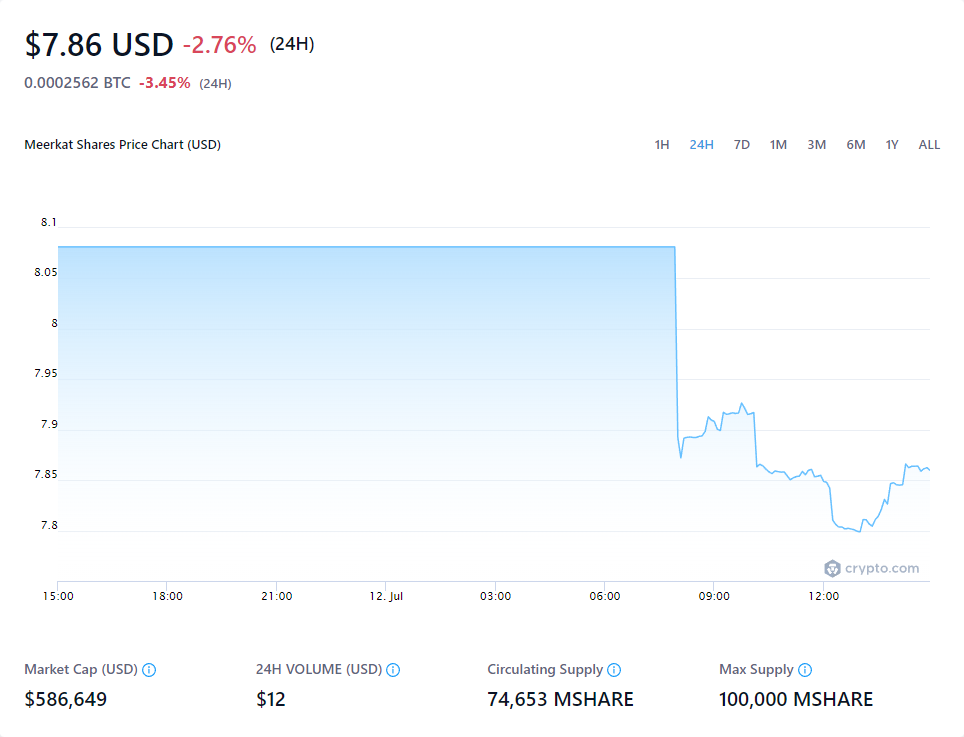 $7.86 USD -2.76% (24H)
0.0002562 BTC -3.45% (24H)
Meerkat Shares Price Chart (USD) 1H 24H 7D 1M 3M 6M 1Y ALL
8.1
8.05
8
7.95
7.9
7.85
7.8
crypto.com
15:00 18:00 21:00 12. Jul 03:00 06:00 09:00 12:00
Market Cap (USD) 24H VOLUME (USD) Circulating Supply Max Supply
$586,649 $12 74,653 MSHARE 100,000 MSHARE